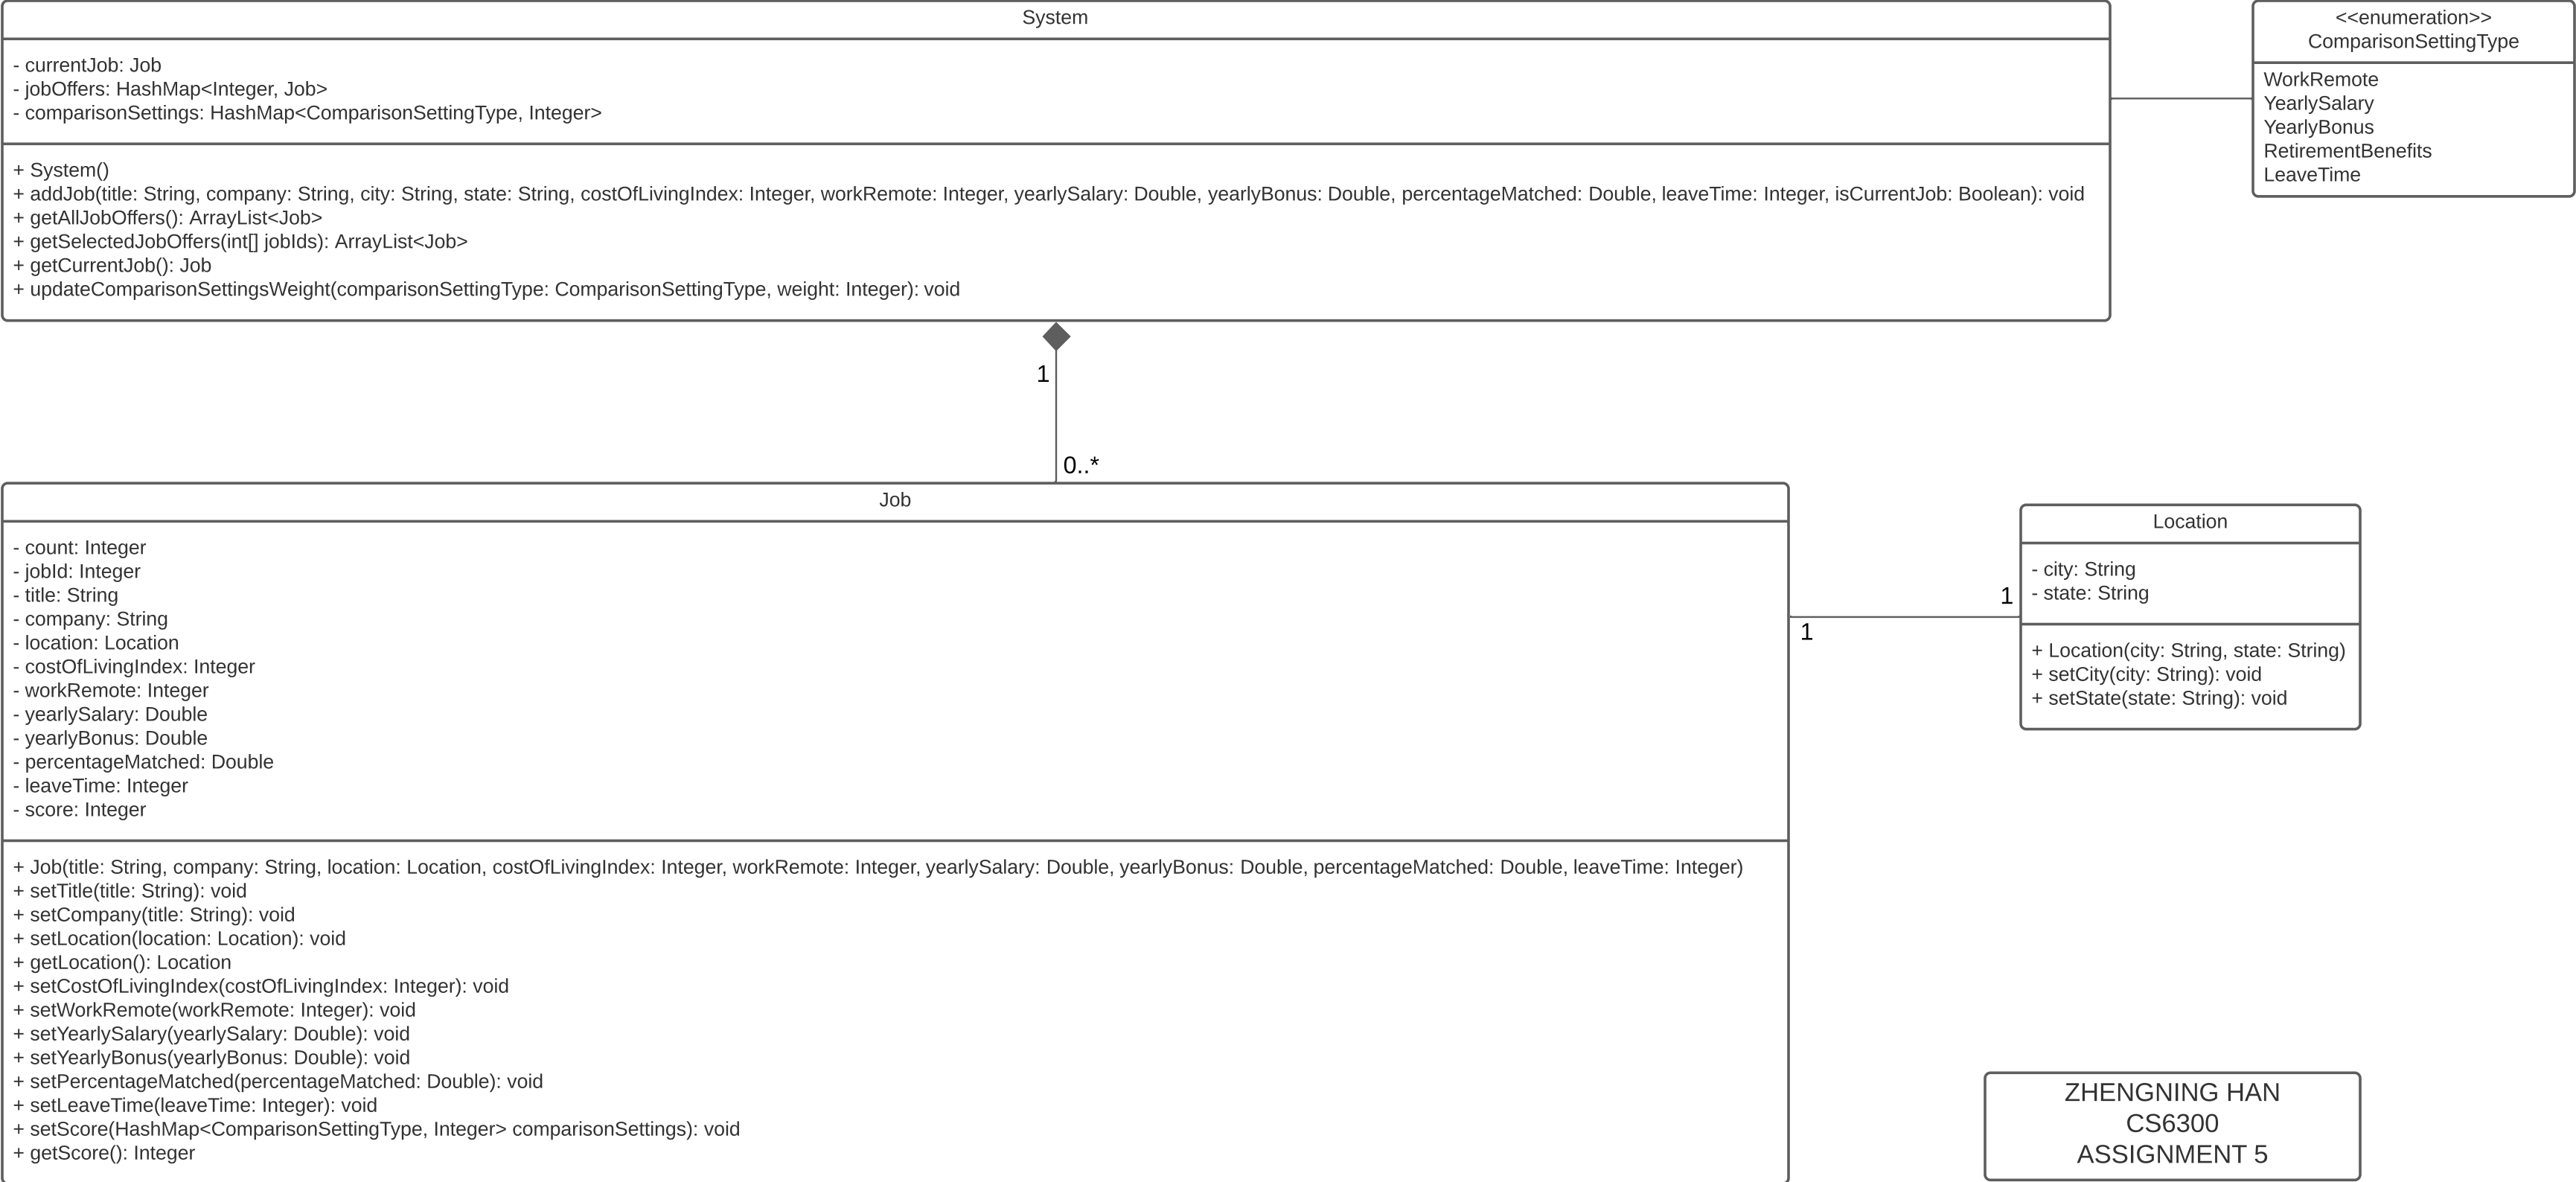 System
- currentJob: Job
- jobOffers: HashMap<Integer, Job>
- comparisonSettings: HashMap<ComparisonSettingType, Integer>
+ System()
+ addJob(title: String, company: String, city: String, state: String, costOfLivingIndex: Integer, workRemote: Integer, yearlySalary: Double, yearlyBonus: Double, percentageMatched: Double, leaveTime: Integer, isCurrentJob: Boolean): void
+ getAllJobOffers(): ArrayList<Job>
+ getSelectedJobOffers(int[] jobIds): ArrayList<Job>
+ getCurrentJob(): Job
+ updateComparisonSettingsWeight(comparisonSettingType: ComparisonSettingType, weight: Integer): void
<<enumeration>>
ComparisonSettingType
WorkRemote
YearlySalary
YearlyBonus
RetirementBenefits
LeaveTime
1
0..*
Job
- count: Integer
- jobId: Integer
- title: String
- company: String
- location: Location
- costOfLivingIndex: Integer
- workRemote: Integer
- yearlySalary: Double
- yearlyBonus: Double
- percentageMatched: Double
- leaveTime: Integer
- score: Integer
+ Job(title: String, company: String, location: Location, costOfLivingIndex: Integer, workRemote: Integer, yearlySalary: Double, yearlyBonus: Double, percentageMatched: Double, leaveTime: Integer)
+ setTitle(title: String): void
+ setCompany(title: String): void
+ setLocation(location: Location): void
+ getLocation(): Location
+ setCostOfLivingIndex(costOfLivingIndex: Integer): void
+ setWorkRemote(workRemote: Integer): void
+ setYearlySalary(yearlySalary: Double): void
+ setYearlyBonus(yearlyBonus: Double): void
+ setPercentageMatched(percentageMatched: Double): void
+ setLeaveTime(leaveTime: Integer): void
+ setScore(HashMap<ComparisonSettingType, Integer> comparisonSettings): void
+ getScore(): Integer
1
1
Location
- city: String
- state: String
+ Location(city: String, state: String)
+ setCity(city: String): void
+ setState(state: String): void
ZHENGNING HAN
CS6300
ASSIGNMENT 5